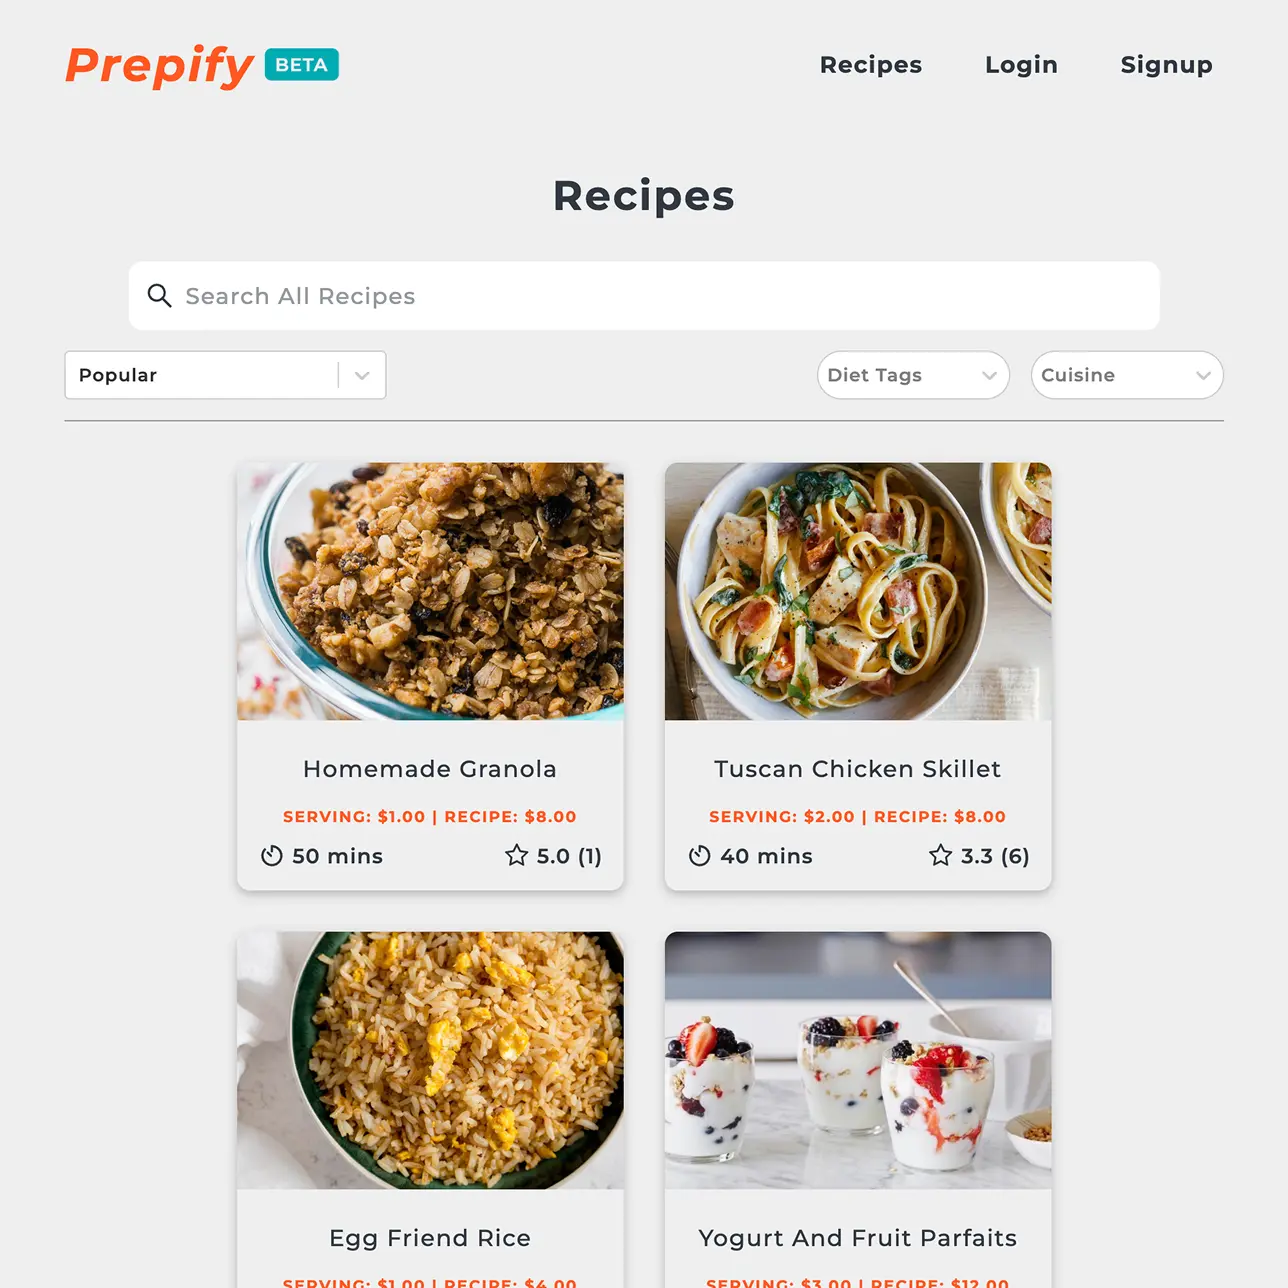 Prepify BETA
Recipes Login Signup
Recipes
Search All Recipes
Popular
Diet Tags
Cuisine
Homemade Granola
SERVING: $1.00 | RECIPE: $8.00
50 mins 5.0 (1)
Tuscan Chicken Skillet
SERVING: $2.00 | RECIPE: $8.00
40 mins 3.3 (6)
Egg Friend Rice
SERVING: $1.00 | RECIPE: $4.00
Yogurt And Fruit Parfaits
SERVING: $3.00 | RECIPE: $12.00